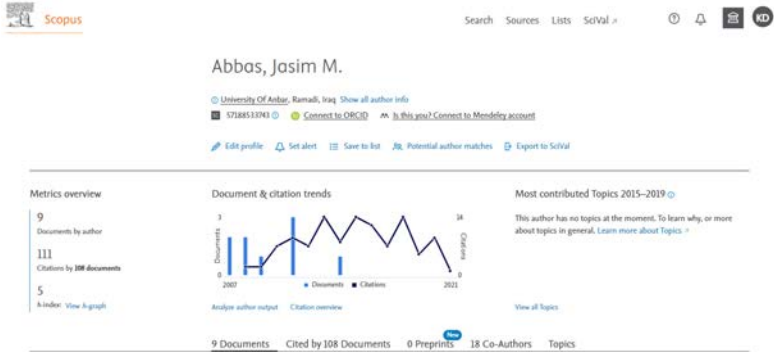 Scopus
Search Sources Lists SciVal ↗
KD
Abbas, Jasim M.
University Of Anbar, Ramadi, Iraq Show all author info
SC 57188533743 Connect to ORCID Is this you? Connect to Mendeley account
Edit profile Set alert Save to list Potential author matches Export to SciVal
Metrics overview
9
Documents by author
111
Citations by 108 documents
5
h-index: View h-graph
Document & citation trends
3
14
Documents
Citations
0
0
2007
2021
Documents Citations
Analyze author output Citation overview
Most contributed Topics 2015–2019
This author has no topics at the moment. To learn why, or more
about topics in general. Learn more about Topics
View all Topics
New
9 Documents Cited by 108 Documents 0 Preprints 18 Co-Authors Topics